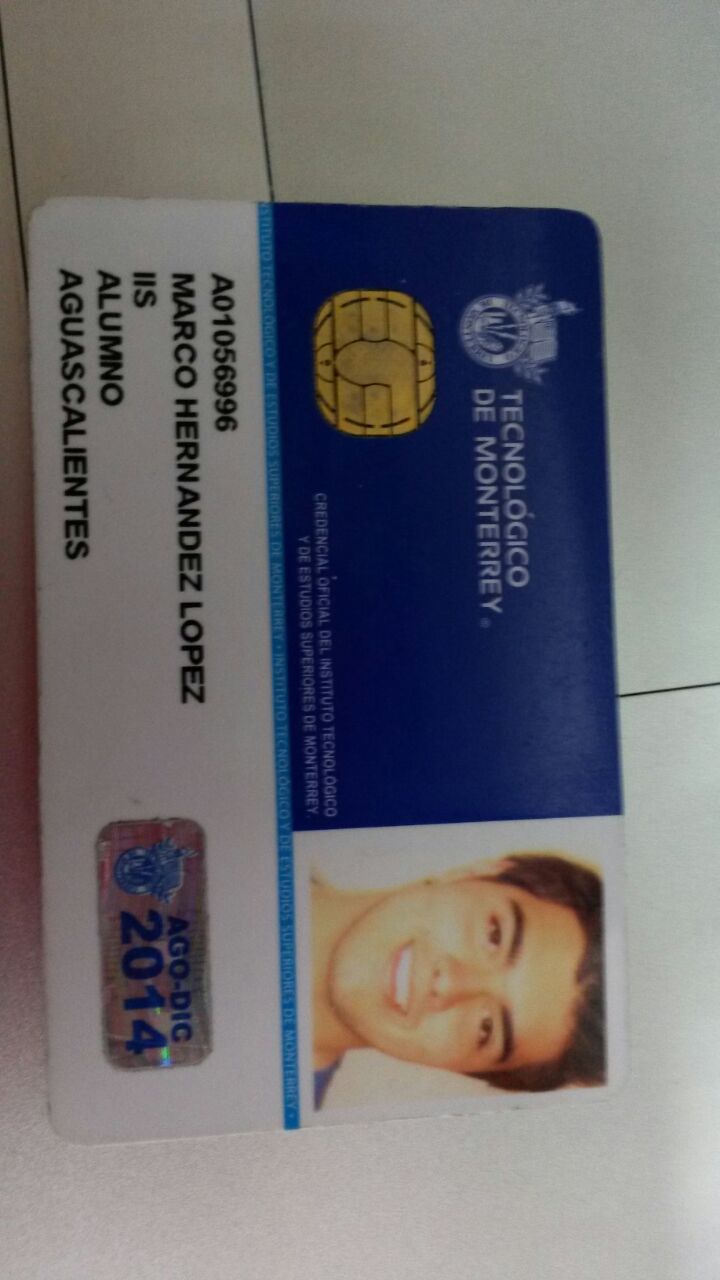 TECNOLÓGICO
DE MONTERREY®
CREDENCIAL OFICIAL DEL INSTITUTO TECNOLÓGICO
Y DE ESTUDIOS SUPERIORES DE MONTERREY.
STITUTO TECNOLÓGICO Y DE ESTUDIOS SUPERIORES DE MONTERREY • INSTITUTO TECNOLÓGICO Y DE ESTUDIOS SUPERIORES DE MONTERREY •
A01056996
MARCO HERNANDEZ LOPEZ
IIS
ALUMNO
AGUASCALIENTES
AGO-DIC
2014